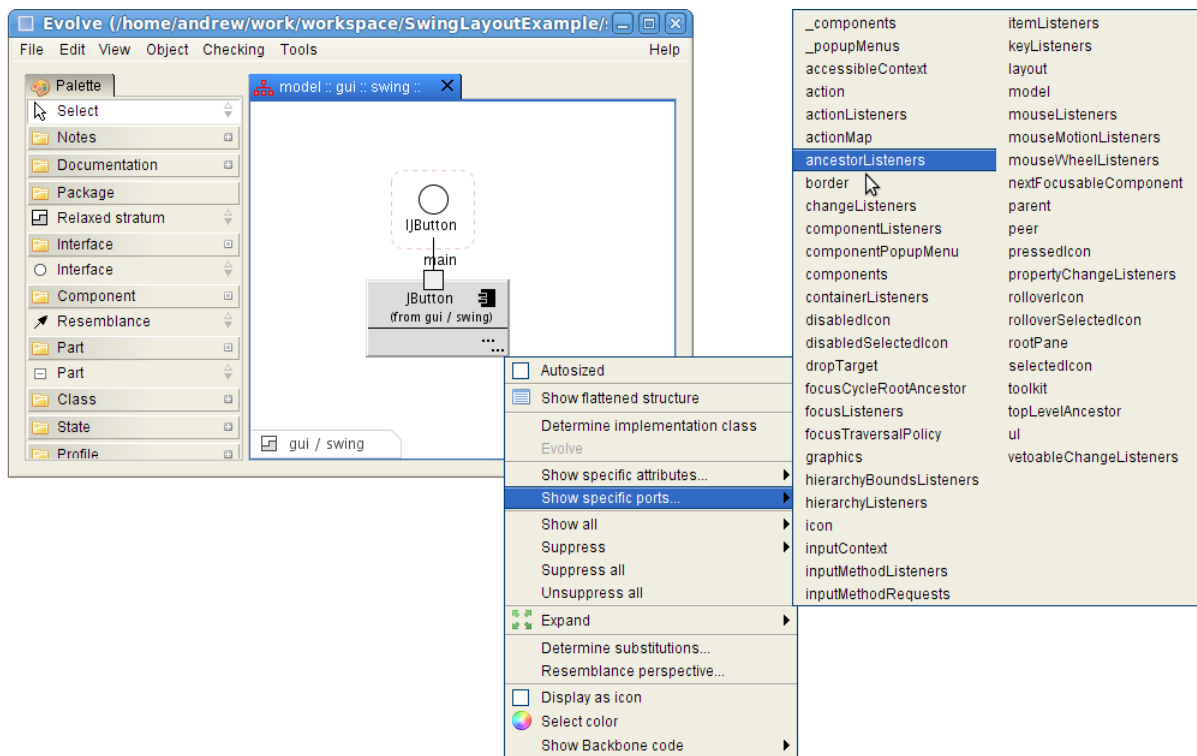 Evolve (/home/andrew/work/workspace/SwingLayoutExample/
File Edit View Object Checking Tools Help
Palette
Select
Notes
Documentation
Package
Relaxed stratum
Interface
Interface
Component
Resemblance
Part
Part
Class
State
Profile
model :: gui :: swing ::
IJButton
main
JButton
(from gui / swing)
...
...
gui / swing
Autosized
Show flattened structure
Determine implementation class
Evolve
Show specific attributes...
Show specific ports...
Show all
Suppress
Suppress all
Unsuppress all
Expand
Determine substitutions...
Resemblance perspective...
Display as icon
Select color
Show Backbone code
_components
_popupMenus
accessibleContext
action
actionListeners
actionMap
ancestorListeners
border
changeListeners
componentListeners
componentPopupMenu
components
containerListeners
disabledIcon
disabledSelectedIcon
dropTarget
focusCycleRootAncestor
focusListeners
focusTraversalPolicy
graphics
hierarchyBoundsListeners
hierarchyListeners
icon
inputContext
inputMethodListeners
inputMethodRequests
itemListeners
keyListeners
layout
model
mouseListeners
mouseMotionListeners
mouseWheelListeners
nextFocusableComponent
parent
peer
pressedIcon
propertyChangeListeners
rolloverIcon
rolloverSelectedIcon
rootPane
selectedIcon
toolkit
topLevelAncestor
ui
vetoableChangeListeners